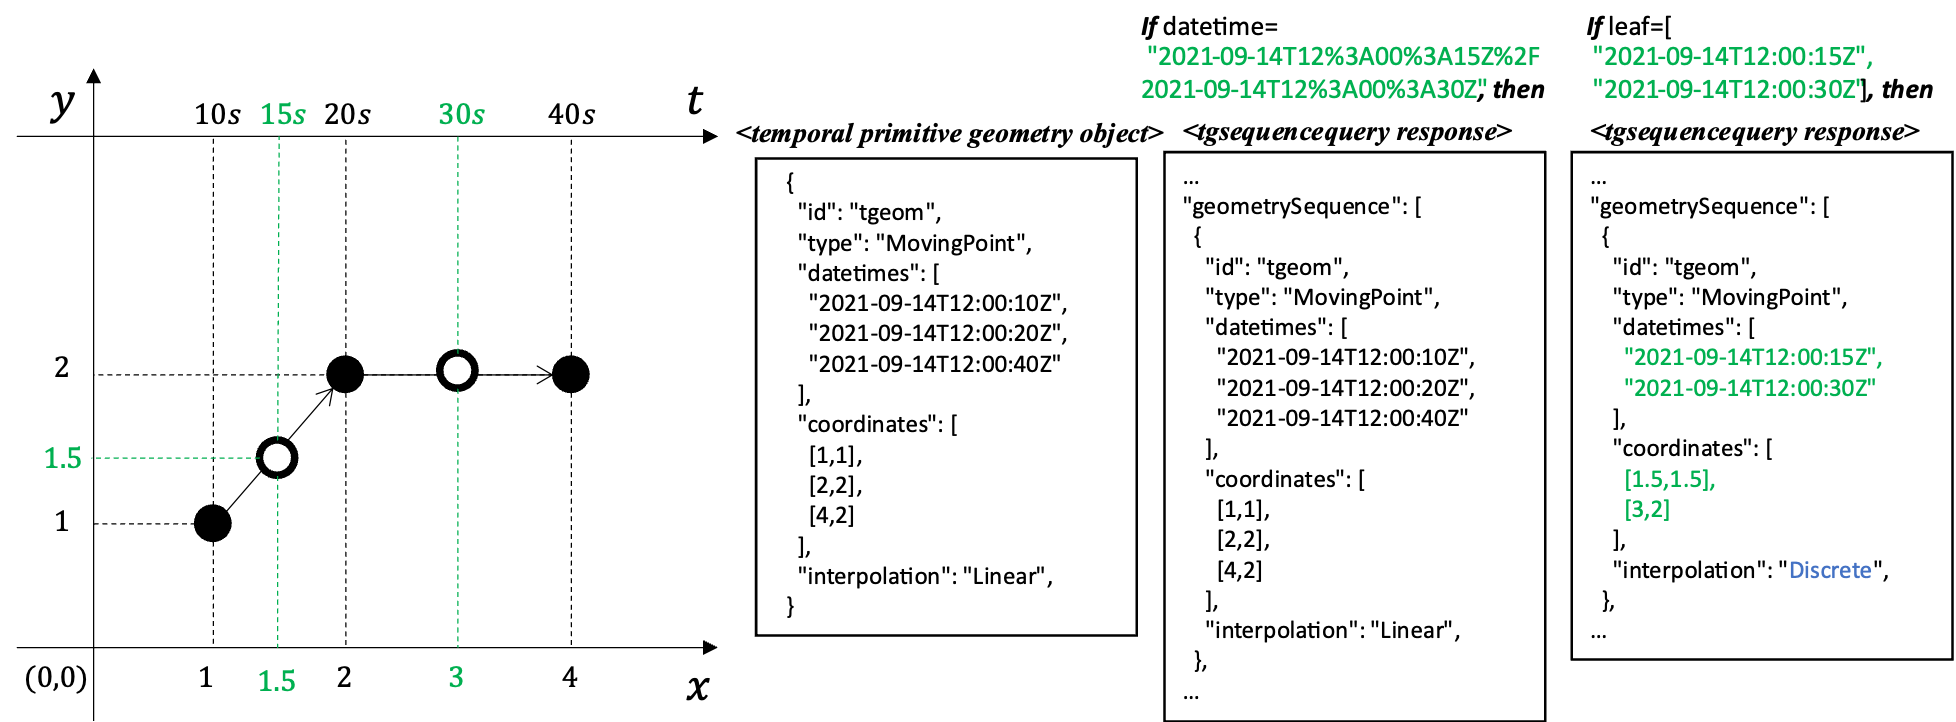 y
10s 15s 20s 30s 40s
t
2
1.5
1
(0,0)
1 1.5 2 3 4
x
<temporal primitive geometry object>
{
"id": "tgeom",
"type": "MovingPoint",
"datetimes": [
"2021-09-14T12:00:10Z",
"2021-09-14T12:00:20Z",
"2021-09-14T12:00:40Z"
],
"coordinates": [
[1,1],
[2,2],
[4,2]
],
"interpolation": "Linear",
}
If datetime=
"2021-09-14T12%3A00%3A15Z%2F
2021-09-14T12%3A00%3A30Z", then
<tgsequencequery response>
...
"geometrySequence": [
{
"id": "tgeom",
"type": "MovingPoint",
"datetimes": [
"2021-09-14T12:00:10Z",
"2021-09-14T12:00:20Z",
"2021-09-14T12:00:40Z"
],
"coordinates": [
[1,1],
[2,2],
[4,2]
],
"interpolation": "Linear",
},
...
If leaf=[
"2021-09-14T12:00:15Z",
"2021-09-14T12:00:30Z"], then
<tgsequencequery response>
...
"geometrySequence": [
{
"id": "tgeom",
"type": "MovingPoint",
"datetimes": [
"2021-09-14T12:00:15Z",
"2021-09-14T12:00:30Z"
],
"coordinates": [
[1.5,1.5],
[3,2]
],
"interpolation": "Discrete",
},
...